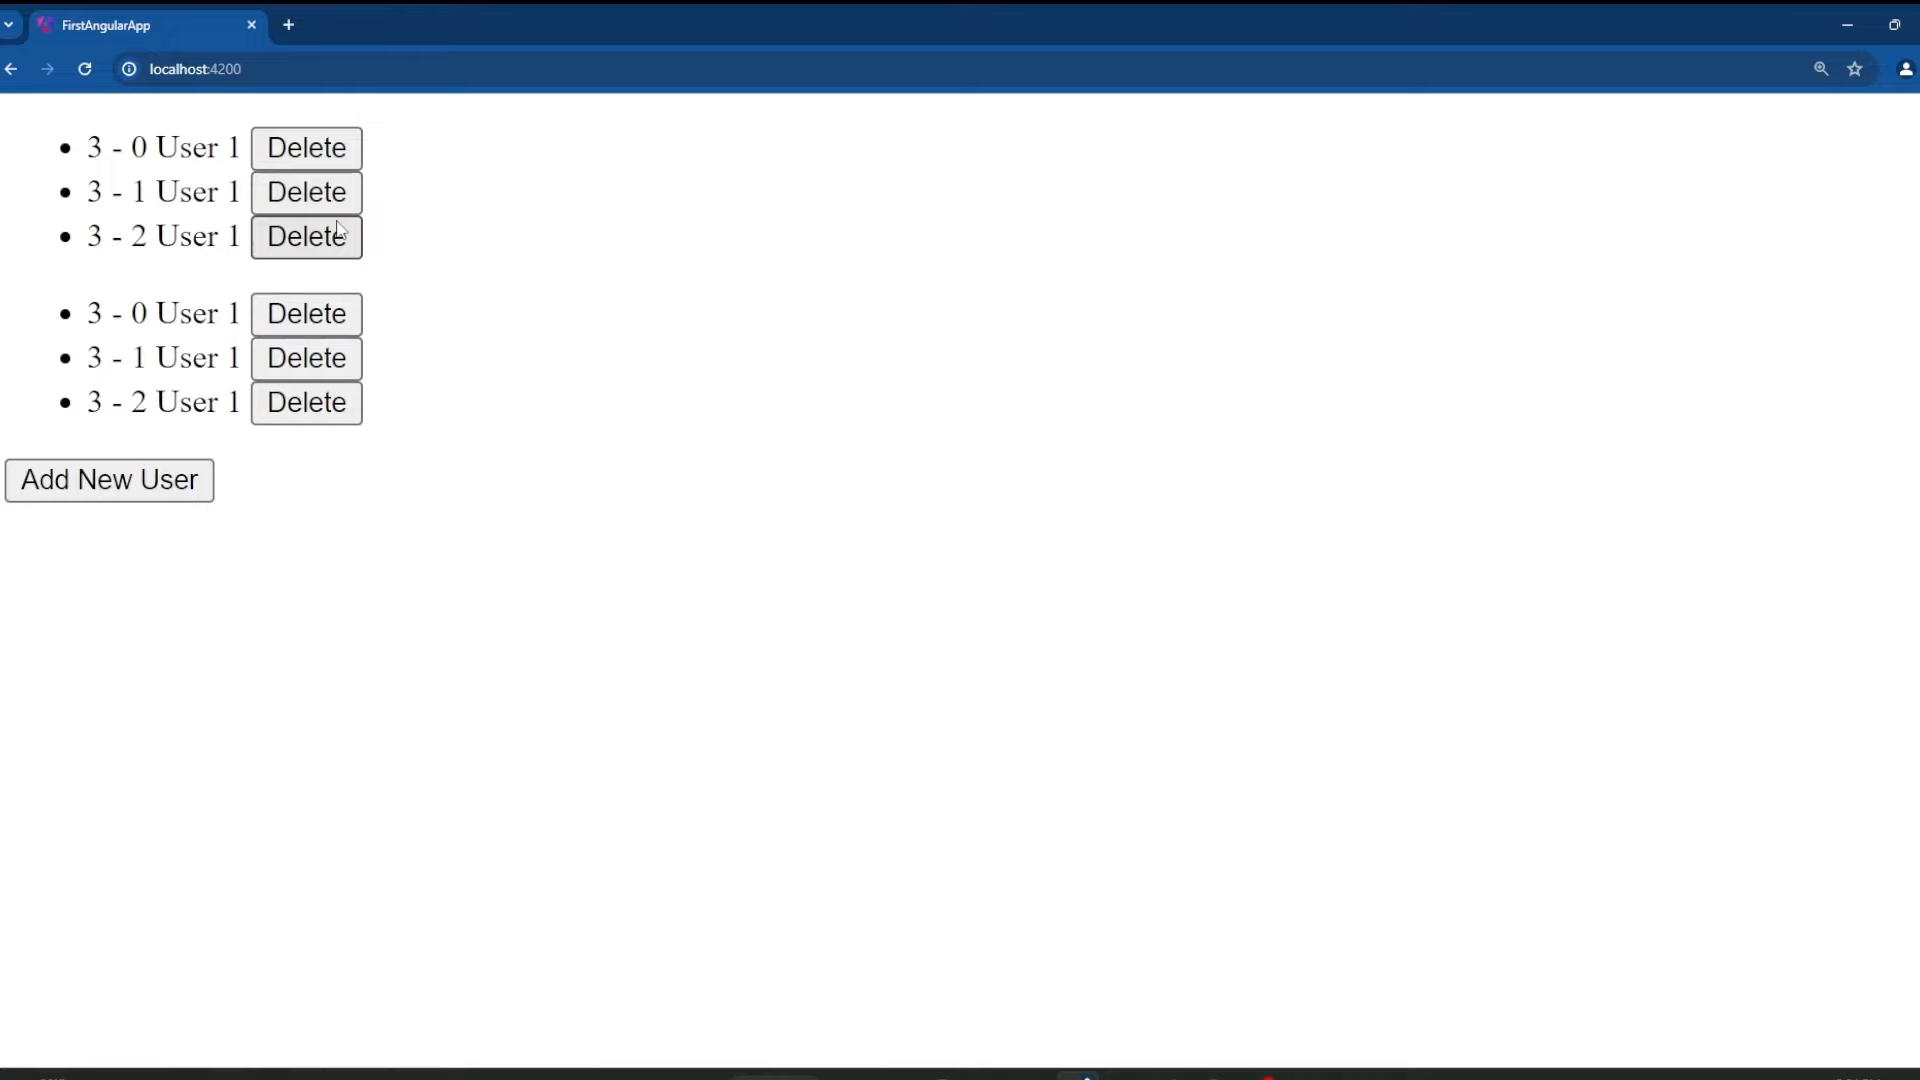 FirstAngularApp
localhost:4200
3 - 0 User 1 Delete
3 - 1 User 1 Delete
3 - 2 User 1 Delete
3 - 0 User 1 Delete
3 - 1 User 1 Delete
3 - 2 User 1 Delete
Add New User